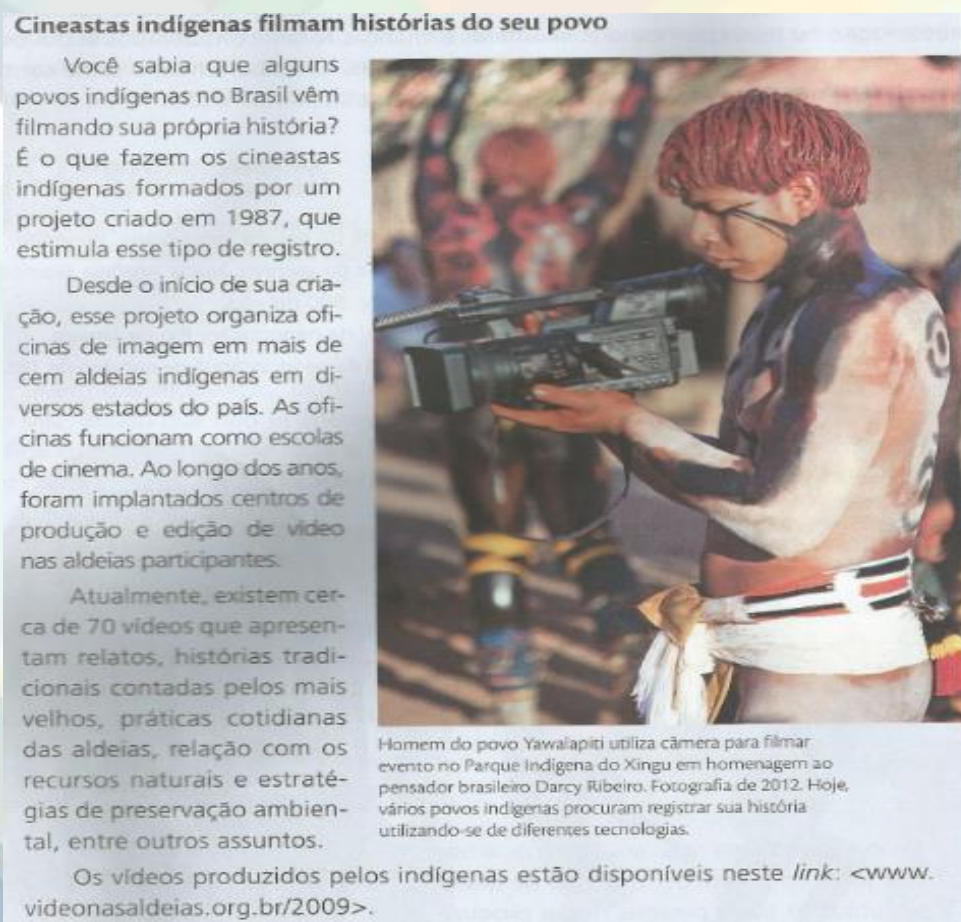 Cineastas indígenas filmam histórias do seu povo
Você sabia que alguns
povos indígenas no Brasil vêm
filmando sua própria história?
É o que fazem os cineastas
indígenas formados por um
projeto criado em 1987, que
estimula esse tipo de registro.
Desde o início de sua cria-
ção, esse projeto organiza ofi-
cinas de imagem em mais de
cem aldeias indígenas em di-
versos estados do país. As ofi-
cinas funcionam como escolas
de cinema. Ao longo dos anos,
foram implantados centros de
produção e edição de vídeo
nas aldeias participantes.
Atualmente, existem cer-
ca de 70 vídeos que apresen-
tam relatos, histórias tradi-
cionais contadas pelos mais
velhos, práticas cotidianas
das aldeias, relação com os
recursos naturais e estraté-
gias de preservação ambien-
tal, entre outros assuntos.
Homem do povo Yawalapiti utiliza câmera para filmar
evento no Parque Indígena do Xingu em homenagem ao
pensador brasileiro Darcy Ribeiro. Fotografia de 2012. Hoje,
vários povos indígenas procuram registrar sua história
utilizando-se de diferentes tecnologias.
Os vídeos produzidos pelos indígenas estão disponíveis neste link: <www.
videonasaldeias.org.br/2009>.